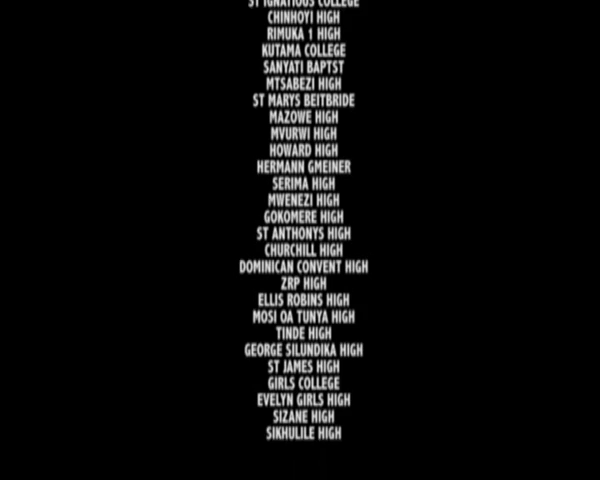 ST IGNATIOUS COLLEGE
CHINHOYI HIGH
RIMUKA 1 HIGH
KUTAMA COLLEGE
SANYATI BAPTST
MTSABEZI HIGH
ST MARYS BEITBRIDE
MAZOWE HIGH
MVURWI HIGH
HOWARD HIGH
HERMANN GMEINER
SERIMA HIGH
MWENEZI HIGH
GOKOMERE HIGH
ST ANTHONYS HIGH
CHURCHILL HIGH
DOMINICAN CONVENT HIGH
ZRP HIGH
ELLIS ROBINS HIGH
MOSI OA TUNYA HIGH
TINDE HIGH
GEORGE SILUNDIKA HIGH
ST JAMES HIGH
GIRLS COLLEGE
EVELYN GIRLS HIGH
SIZANE HIGH
SIKHULILE HIGH